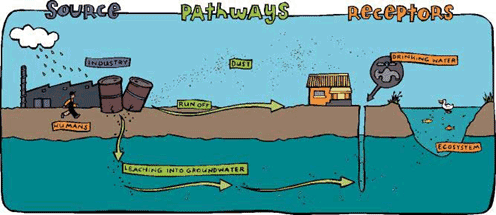 SOURCE
PATHWAYS
RECEPTORS
INDUSTRY
DUST
DRINKING WATER
RUN OFF
HUMANS
ECOSYSTEM
LEACHING INTO GROUNDWATER